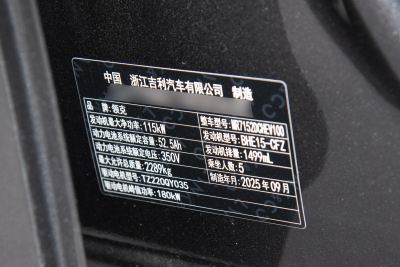 中国 浙江吉利汽车有限公司 制造
品牌:领克
发动机最大净功率:115kW 整车型号:MR7152DCHEV100
动力电池系统额定容量:52.5Ah 发动机型号:BHE15-CFZ
动力电池系统额定电压:350V 发动机排量:1499mL
最大允许总质量:2289kg 乘坐人数:5
驱动电机型号:TZ220QY035 制造年月:2025年09月
驱动电机峰值功率:180kW